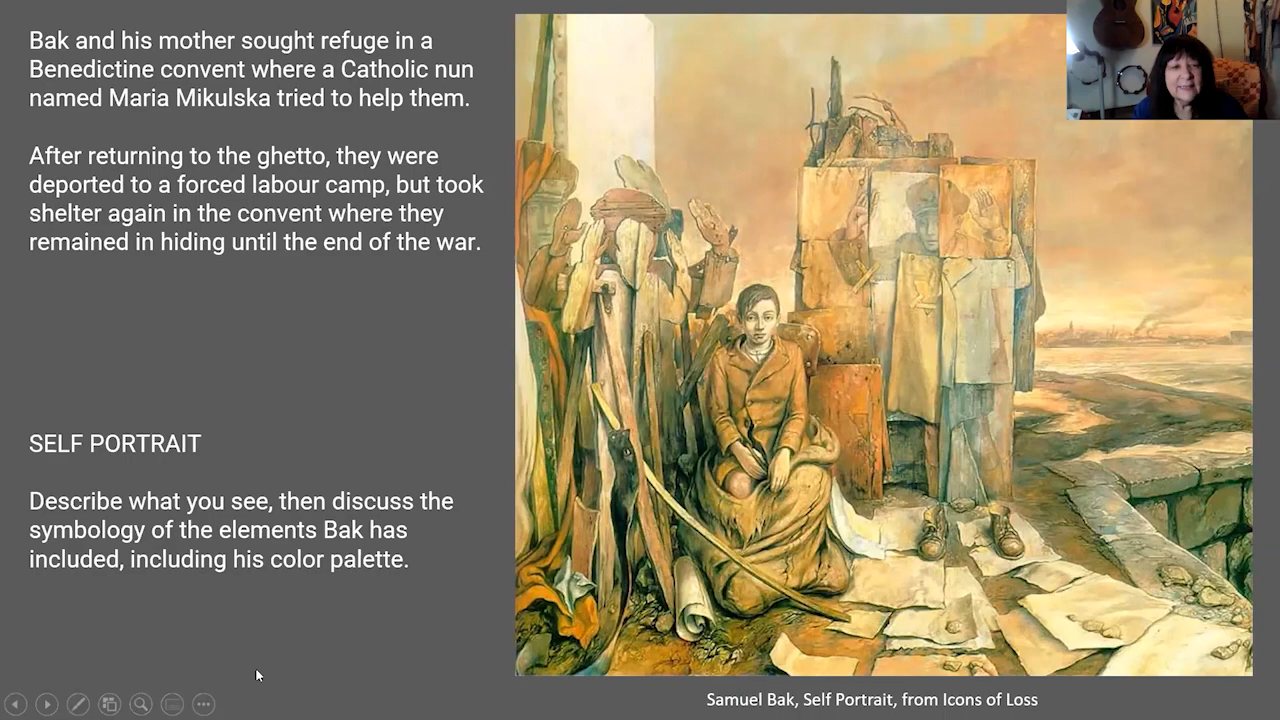 Bak and his mother sought refuge in a
Benedictine convent where a Catholic nun
named Maria Mikulska tried to help them.
After returning to the ghetto, they were
deported to a forced labour camp, but took
shelter again in the convent where they
remained in hiding until the end of the war.
SELF PORTRAIT
Describe what you see, then discuss the
symbology of the elements Bak has
included, including his color palette.
Samuel Bak, Self Portrait, from Icons of Loss